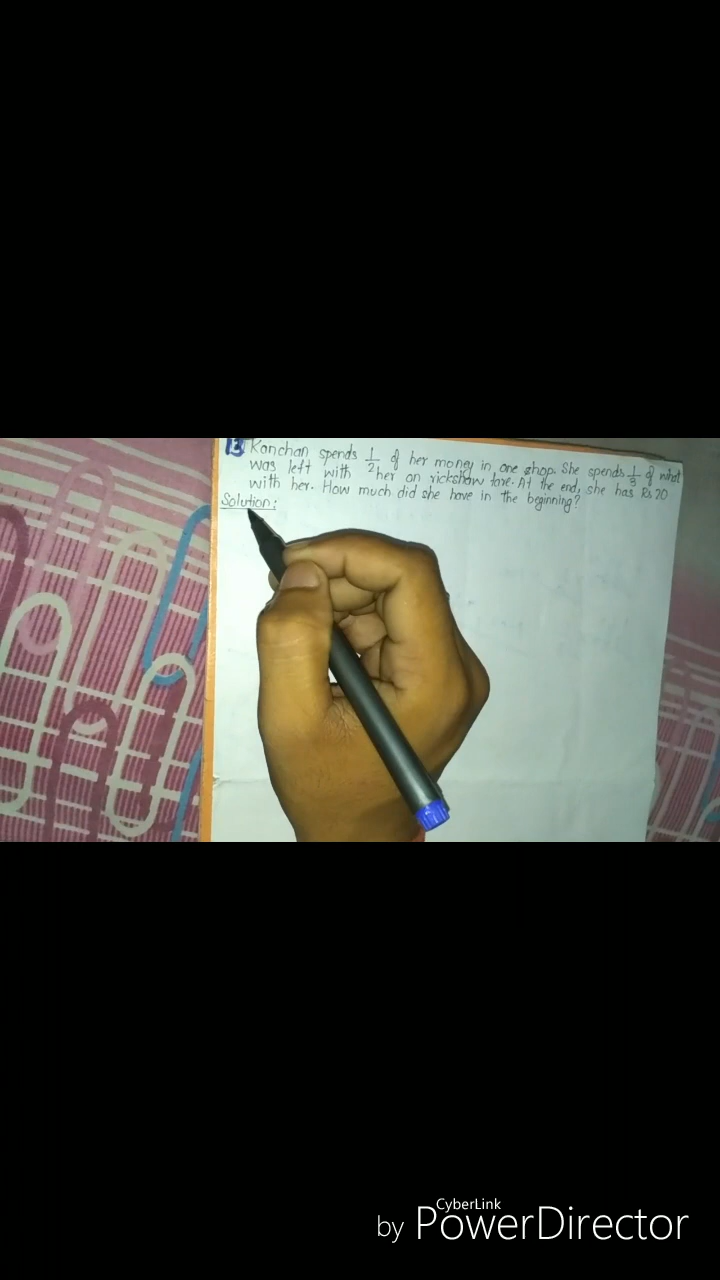 13 Kanchan spends 1/2 of her money in one shop. She spends 1/3 of what
was left with her on rickshaw fare. At the end, she has Rs 20
with her. How much did she have in the beginning?
Solution:
CyberLink
by PowerDirector